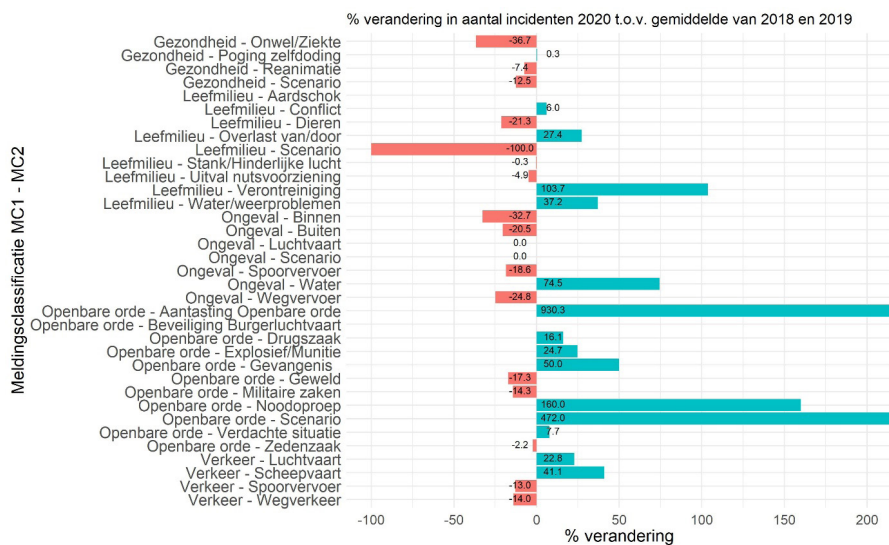 % verandering in aantal incidenten 2020 t.o.v. gemiddelde van 2018 en 2019
Meldingsclassificatie MC1 - MC2
Gezondheid - Onwel/Ziekte -36.7
Gezondheid - Poging zelfdoding 0.3
Gezondheid - Reanimatie -7.4
Gezondheid - Scenario -12.5
Leefmilieu - Aardschok
Leefmilieu - Conflict 6.0
Leefmilieu - Dieren -21.3
Leefmilieu - Overlast van/door 27.4
Leefmilieu - Scenario -100.0
Leefmilieu - Stank/Hinderlijke lucht -0.3
Leefmilieu - Uitval nutsvoorziening -4.9
Leefmilieu - Verontreiniging 103.7
Leefmilieu - Water/weerproblemen 37.2
Ongeval - Binnen -32.7
Ongeval - Buiten -20.5
Ongeval - Luchtvaart 0.0
Ongeval - Scenario 0.0
Ongeval - Spoorvervoer -18.6
Ongeval - Water 74.5
Ongeval - Wegvervoer -24.8
Openbare orde - Aantasting Openbare orde 930.3
Openbare orde - Beveiliging Burgerluchtvaart
Openbare orde - Drugszaak 16.1
Openbare orde - Explosief/Munitie 24.7
Openbare orde - Gevangenis 50.0
Openbare orde - Geweld -17.3
Openbare orde - Militaire zaken -14.3
Openbare orde - Noodoproep 160.0
Openbare orde - Scenario 472.0
Openbare orde - Verdachte situatie 7.7
Openbare orde - Zedenzaak -2.2
Verkeer - Luchtvaart 22.8
Verkeer - Scheepvaart 41.1
Verkeer - Spoorvervoer -13.0
Verkeer - Wegverkeer -14.0
-100 -50 0 50 100 150 200
% verandering